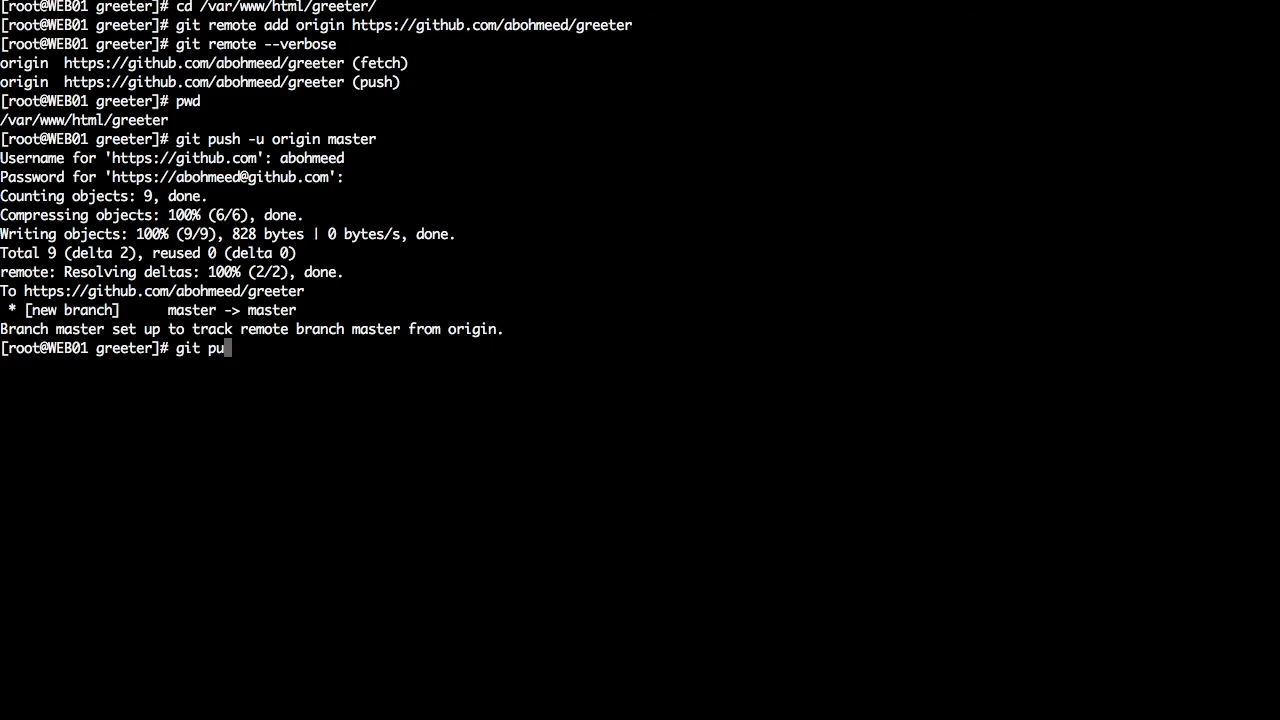 [root@WEB01 greeter]# cd /var/www/html/greeter/
[root@WEB01 greeter]# git remote add origin https://github.com/abohmeed/greeter
[root@WEB01 greeter]# git remote --verbose
origin  https://github.com/abohmeed/greeter (fetch)
origin  https://github.com/abohmeed/greeter (push)
[root@WEB01 greeter]# pwd
/var/www/html/greeter
[root@WEB01 greeter]# git push -u origin master
Username for 'https://github.com': abohmeed
Password for 'https://abohmeed@github.com':
Counting objects: 9, done.
Compressing objects: 100% (6/6), done.
Writing objects: 100% (9/9), 828 bytes | 0 bytes/s, done.
Total 9 (delta 2), reused 0 (delta 0)
remote: Resolving deltas: 100% (2/2), done.
To https://github.com/abohmeed/greeter
 * [new branch]      master -> master
Branch master set up to track remote branch master from origin.
[root@WEB01 greeter]# git pu